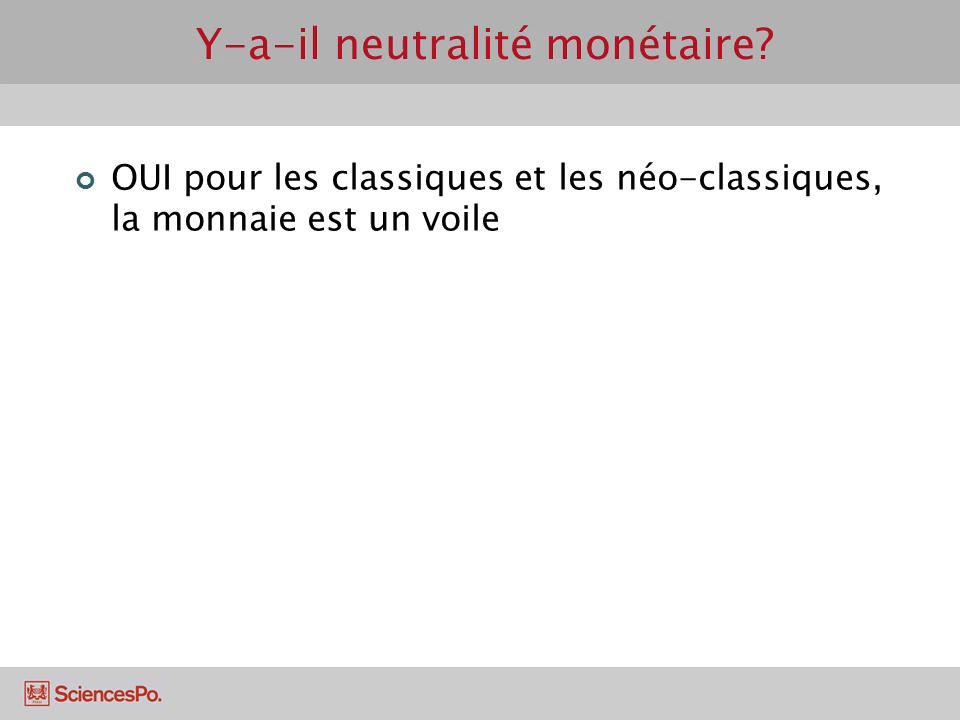 Y-a-il neutralité monétaire?
OUI pour les classiques et les néo-classiques,
la monnaie est un voile
SciencesPo.